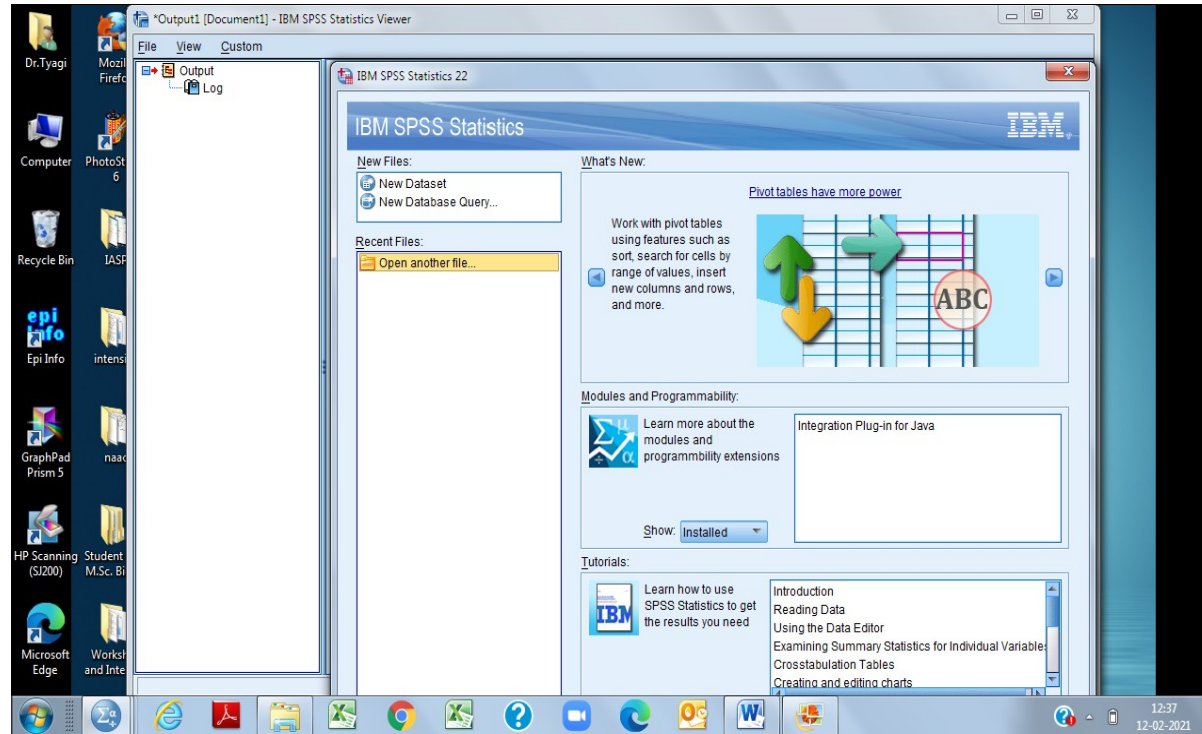 *Output1 [Document1] - IBM SPSS Statistics Viewer
File View Custom
Output
Log
Dr.Tyagi
Mozil
Firefo
Computer
PhotoSt
6
Recycle Bin
IASP
epi
info
Epi Info
intensi
GraphPad
Prism 5
naac
HP Scanning
(SJ200)
Student
M.Sc. Bi
Microsoft
Edge
Worksh
and Inte
IBM SPSS Statistics 22
IBM SPSS Statistics
IBM
New Files:
New Dataset
New Database Query...
Recent Files:
Open another file...
What's New:
Pivot tables have more power
Work with pivot tables
using features such as
sort, search for cells by
range of values, insert
new columns and rows,
and more.
ABC
Modules and Programmability:
Learn more about the
modules and
programmbility extensions
Integration Plug-in for Java
Show: Installed
Tutorials:
IBM
Learn how to use
SPSS Statistics to get
the results you need
Introduction
Reading Data
Using the Data Editor
Examining Summary Statistics for Individual Variable
Crosstabulation Tables
Creating and editing charts
12:37
12-02-2021